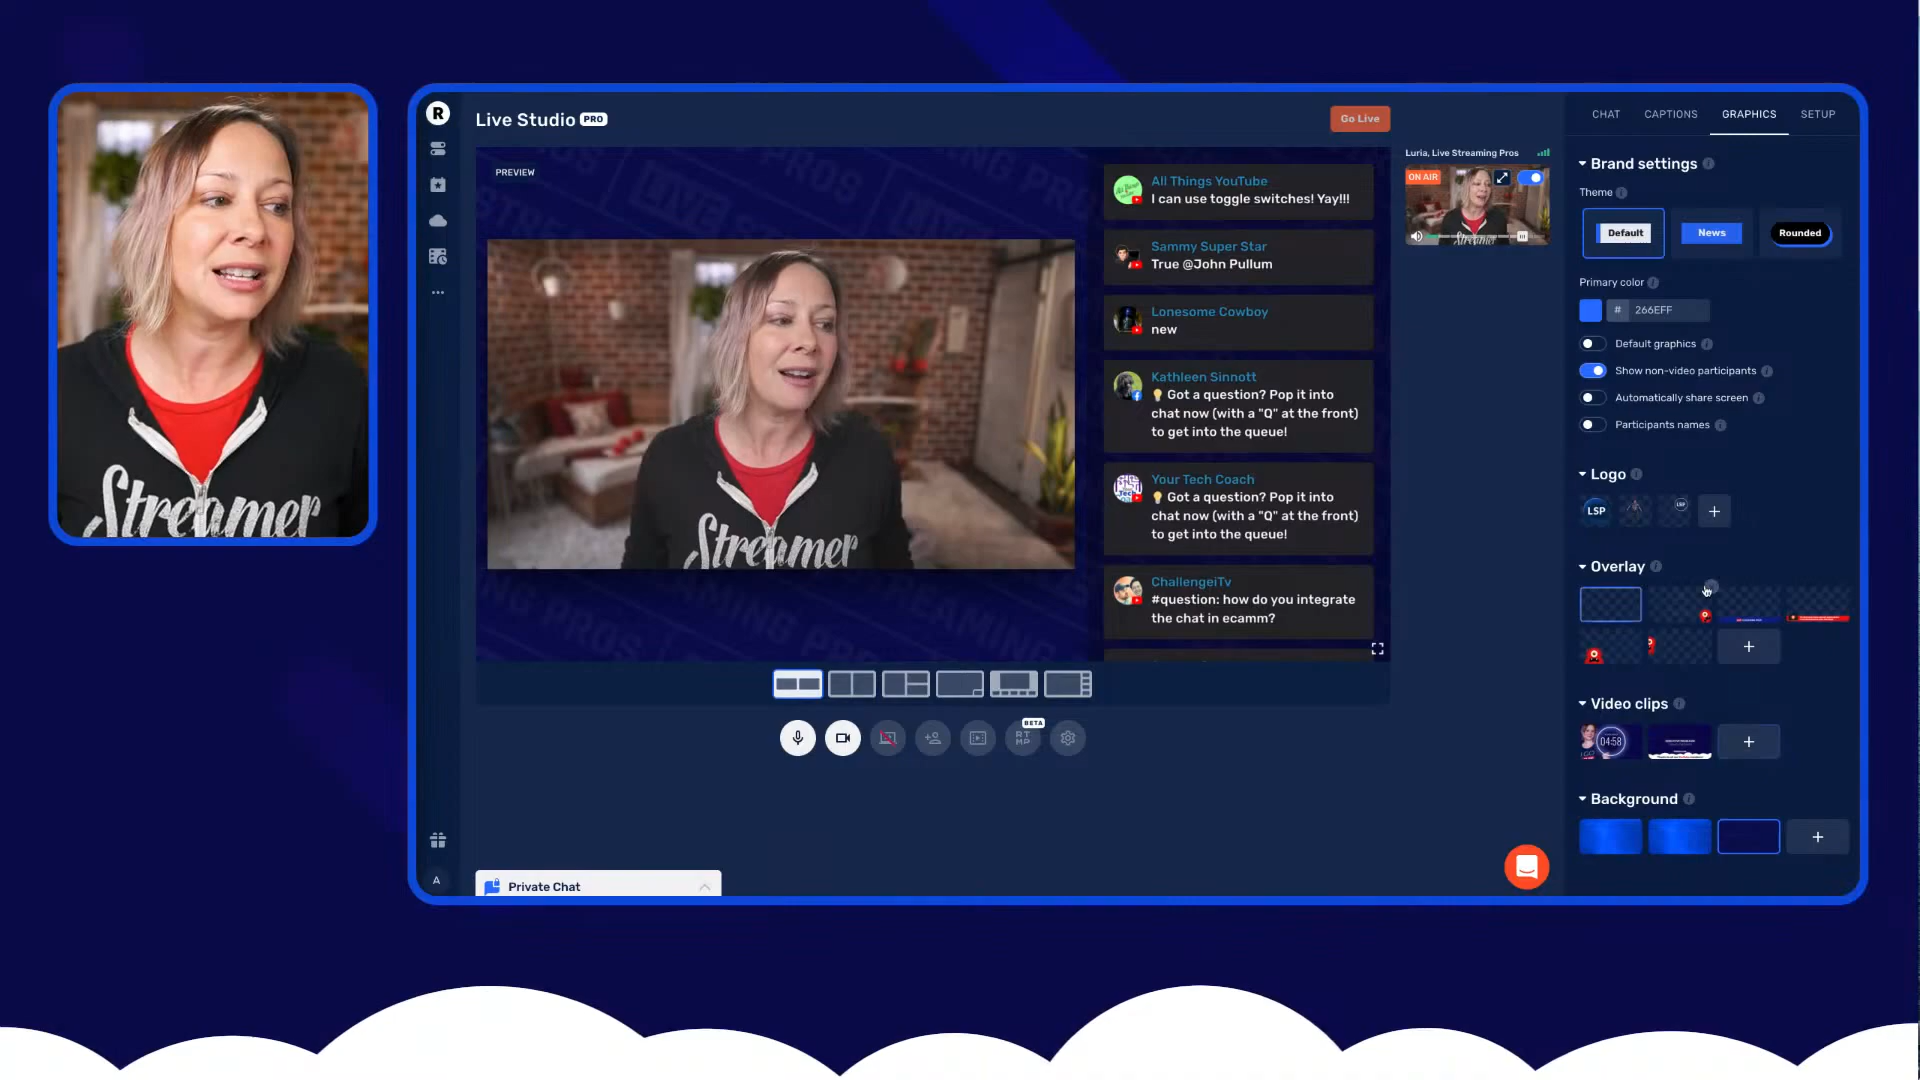 Streamer
R
Live Studio PRO
Go Live
PREVIEW
All Things YouTube
I can use toggle switches! Yay!!!
Sammy Super Star
True @John Pullum
Lonesome Cowboy
new
Kathleen Sinnott
💡 Got a question? Pop it into
chat now (with a "Q" at the front)
to get into the queue!
Your Tech Coach
💡 Got a question? Pop it into
chat now (with a "Q" at the front)
to get into the queue!
ChallengeiTv
#question: how do you integrate
the chat in ecamm?
Streamer
BETA
RT
MP
A
Private Chat
Luria, Live Streaming Pros
ON AIR
CHAT CAPTIONS GRAPHICS SETUP
Brand settings
Theme
Default News Rounded
Primary color
# 266EFF
Default graphics
Show non-video participants
Automatically share screen
Participants names
Logo
LSP
Overlay
Video clips
04:58
Background